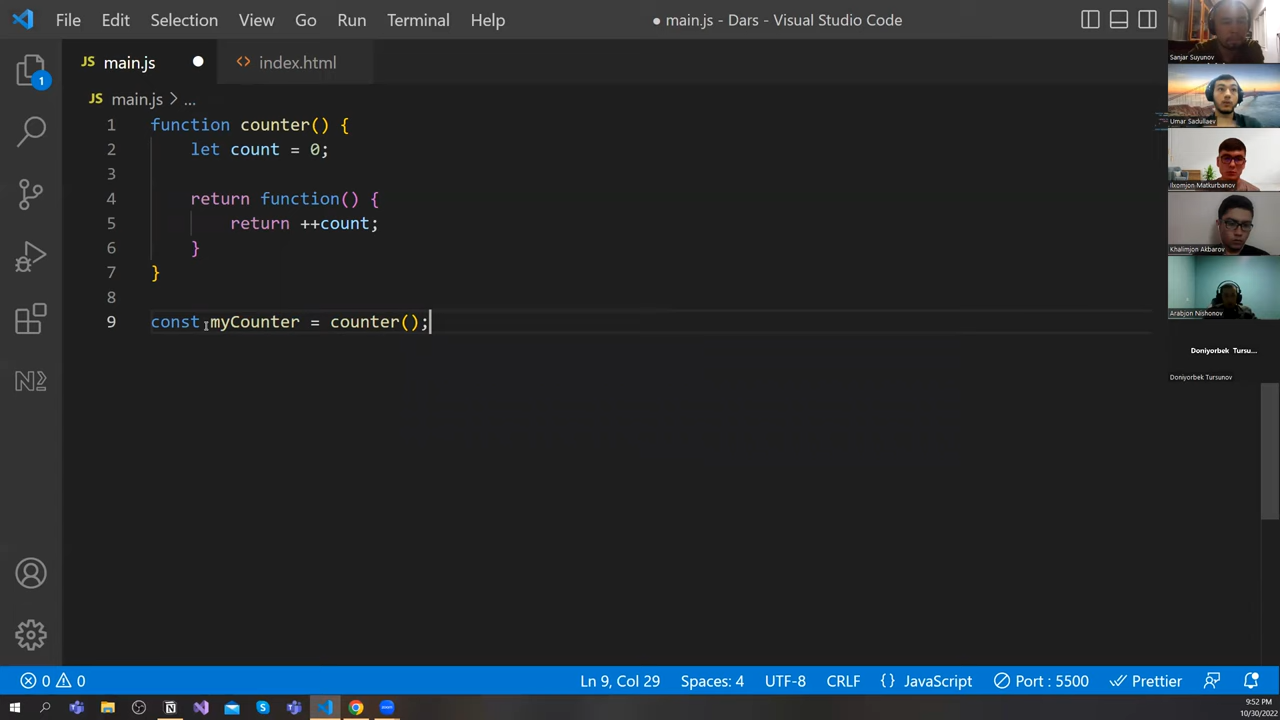 File Edit Selection View Go Run Terminal Help ● main.js - Dars - Visual Studio Code
JS main.js ● <> index.html
JS main.js > ...
1 function counter() {
2 let count = 0;
3
4 return function() {
5 return ++count;
6 }
7 }
8
9 const myCounter = counter();
1
N
Sanjar Suyunov
Umar Sadullaev
Ilxomjon Matkurbanov
Khalimjon Akbarov
Arabjon Nishonov
Doniyorbek Tursu...
Doniyorbek Tursunov
0 0 Ln 9, Col 29 Spaces: 4 UTF-8 CRLF {} JavaScript Port : 5500 Prettier
9:52 PM
10/30/2022